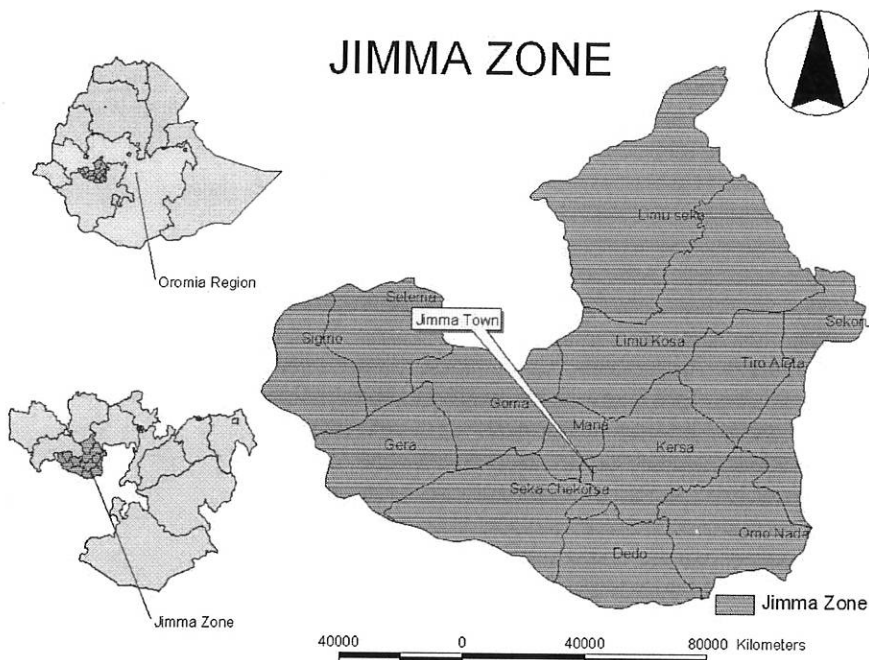 JIMMA ZONE
Oromia Region
Limu seka
Setema
Jimma Town
Sigmo
Limu Kosa
Sekoru
Tiro Afeta
Goma
Mana
Gera
Kersa
Seka Chekorsa
Omo Nada
Dedo
Jimma Zone
Jimma Zone
40000 0 40000 80000 Kilometers